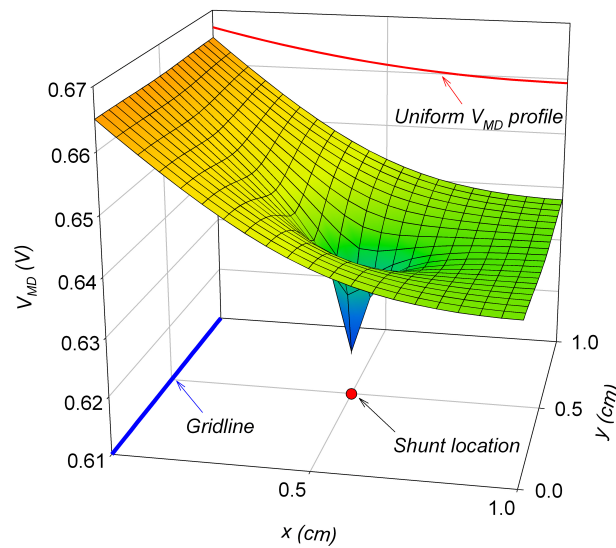 0.67
Uniform V_MD profile
0.66
0.65
V_MD (V)
0.64
0.63
1.0
0.62
0.5
y (cm)
Gridline
Shunt location
0.61
0.5
0.0
1.0
x (cm)